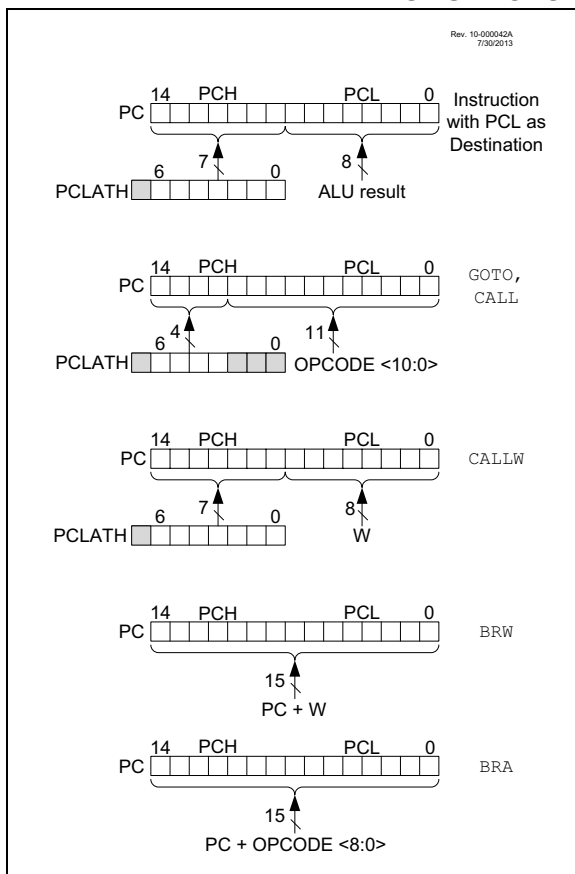 Rev. 10-000042A
7/30/2013
14 PCH PCL 0
PC
Instruction
with PCL as
Destination
7 8
6 0
PCLATH
ALU result
14 PCH PCL 0
PC
GOTO,
CALL
4 11
6 0
PCLATH
OPCODE <10:0>
14 PCH PCL 0
PC
CALLW
7 8
6 0
PCLATH
W
14 PCH PCL 0
PC
BRW
15
PC + W
14 PCH PCL 0
PC
BRA
15
PC + OPCODE <8:0>